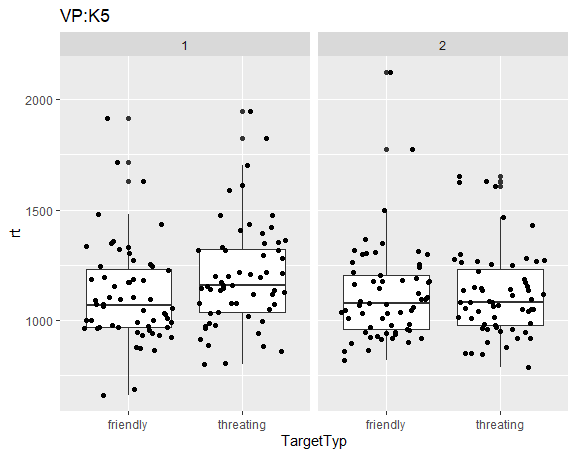 VP:K5
1 2
2000
1500
1000
rt
friendly threating friendly threating
TargetTyp